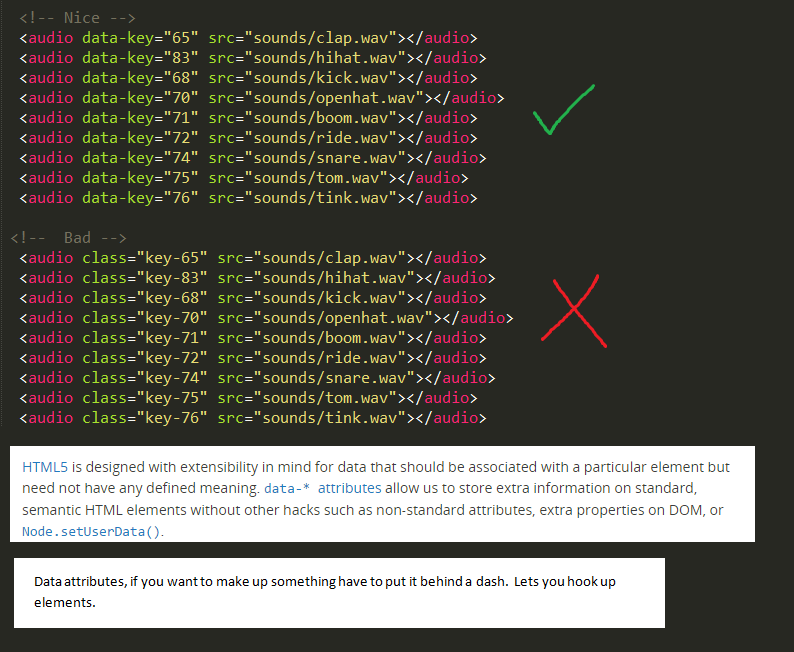 <!-- Nice -->
<audio data-key="65" src="sounds/clap.wav"></audio>
<audio data-key="83" src="sounds/hihat.wav"></audio>
<audio data-key="68" src="sounds/kick.wav"></audio>
<audio data-key="70" src="sounds/openhat.wav"></audio>
<audio data-key="71" src="sounds/boom.wav"></audio>
<audio data-key="72" src="sounds/ride.wav"></audio>
<audio data-key="74" src="sounds/snare.wav"></audio>
<audio data-key="75" src="sounds/tom.wav"></audio>
<audio data-key="76" src="sounds/tink.wav"></audio>
<!--  Bad -->
<audio class="key-65" src="sounds/clap.wav"></audio>
<audio class="key-83" src="sounds/hihat.wav"></audio>
<audio class="key-68" src="sounds/kick.wav"></audio>
<audio class="key-70" src="sounds/openhat.wav"></audio>
<audio class="key-71" src="sounds/boom.wav"></audio>
<audio class="key-72" src="sounds/ride.wav"></audio>
<audio class="key-74" src="sounds/snare.wav"></audio>
<audio class="key-75" src="sounds/tom.wav"></audio>
<audio class="key-76" src="sounds/tink.wav"></audio>
HTML5 is designed with extensibility in mind for data that should be associated with a particular element but
need not have any defined meaning. data-* attributes allow us to store extra information on standard,
semantic HTML elements without other hacks such as non-standard attributes, extra properties on DOM, or
Node.setUserData().
Data attributes, if you want to make up something have to put it behind a dash. Lets you hook up
elements.